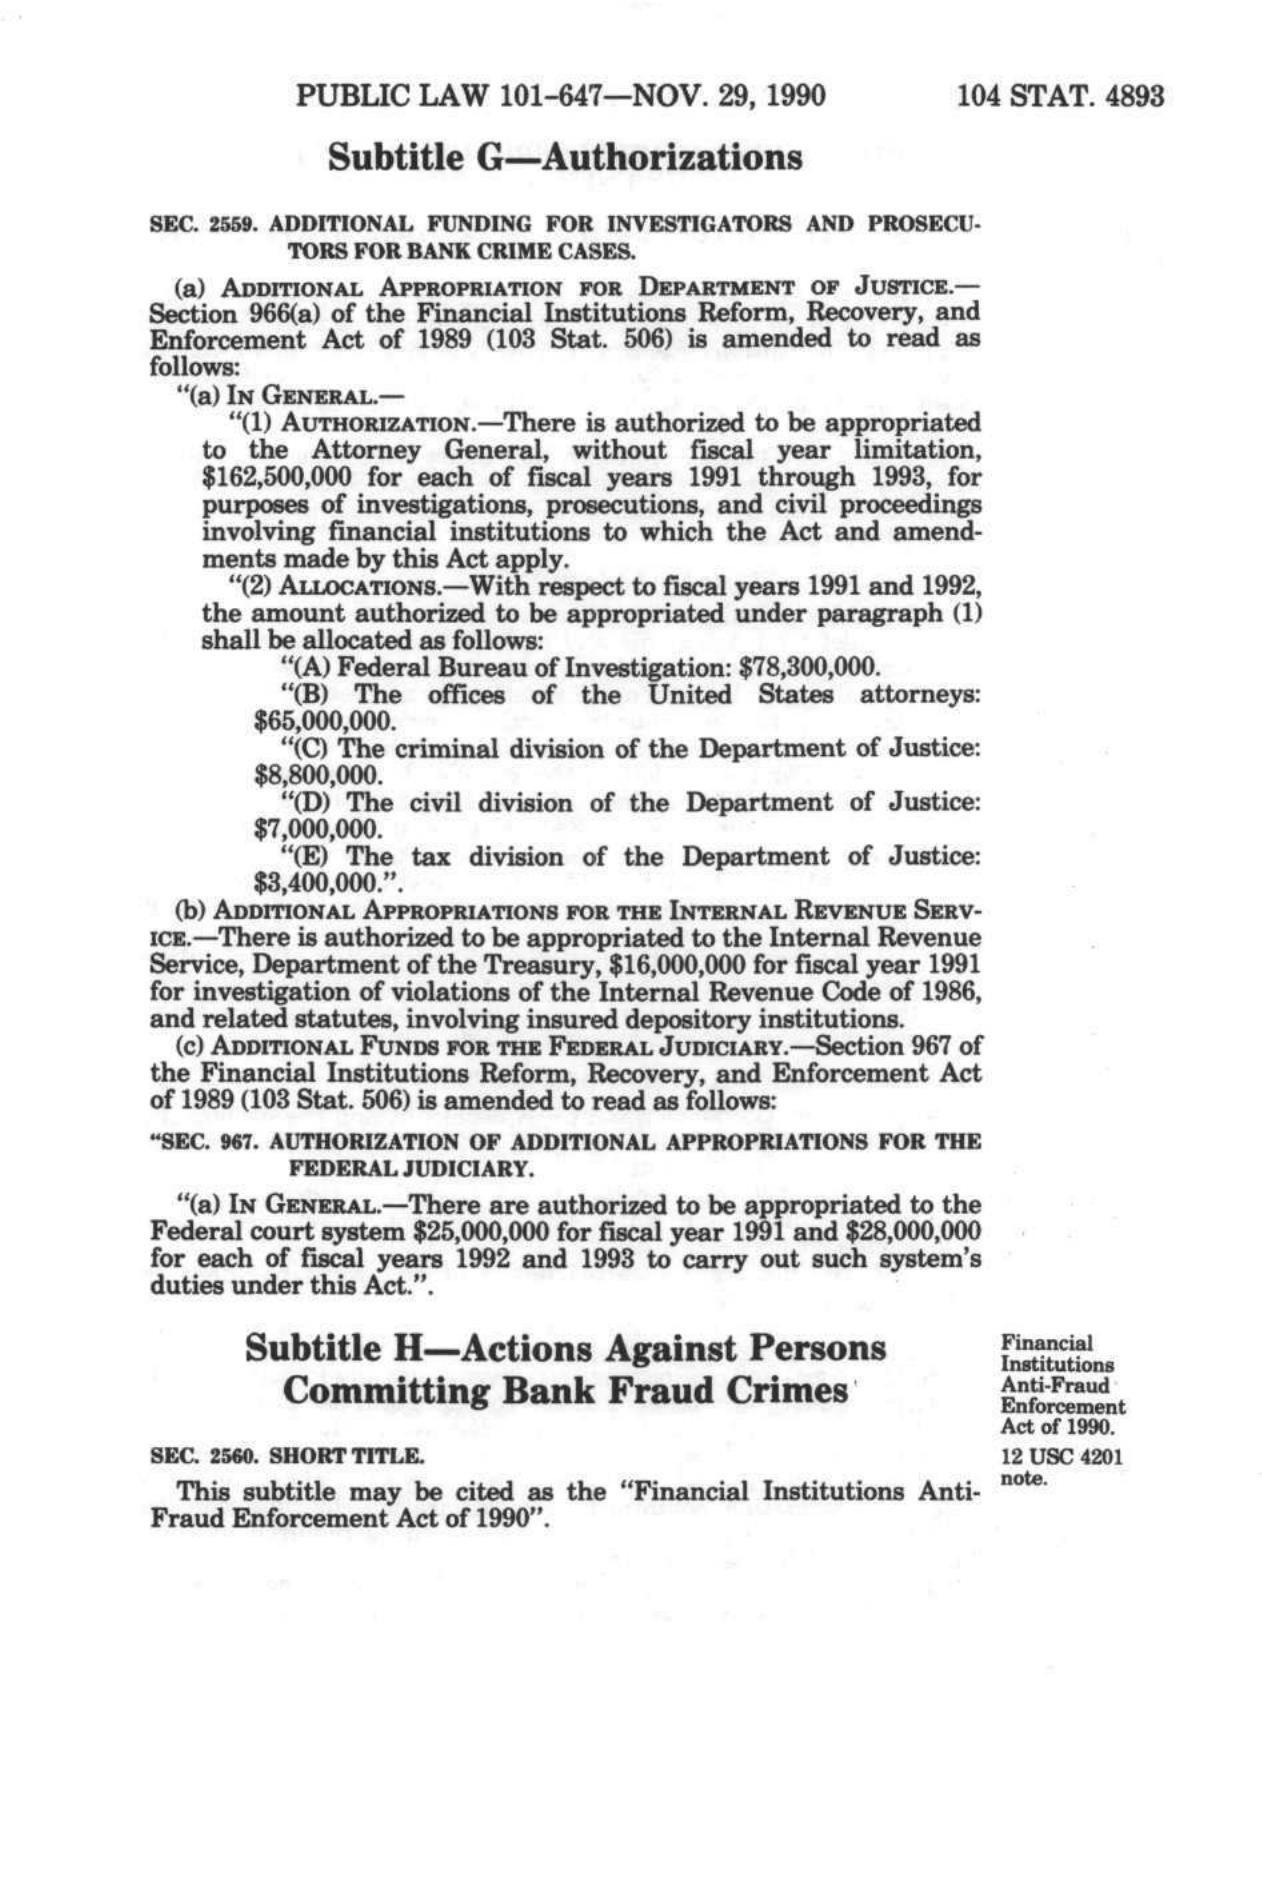 PUBLIC LAW 101-647—NOV. 29, 1990 104 STAT. 4893
Subtitle G—Authorizations
SEC. 2559. ADDITIONAL FUNDING FOR INVESTIGATORS AND PROSECU-
TORS FOR BANK CRIME CASES.
(a) ADDITIONAL APPROPRIATION FOR DEPARTMENT OF JUSTICE.—
Section 966(a) of the Financial Institutions Reform, Recovery, and
Enforcement Act of 1989 (103 Stat. 506) is amended to read as
follows:
“(a) IN GENERAL.—
“(1) AUTHORIZATION.—There is authorized to be appropriated
to the Attorney General, without fiscal year limitation,
$162,500,000 for each of fiscal years 1991 through 1993, for
purposes of investigations, prosecutions, and civil proceedings
involving financial institutions to which the Act and amend-
ments made by this Act apply.
“(2) ALLOCATIONS.—With respect to fiscal years 1991 and 1992,
the amount authorized to be appropriated under paragraph (1)
shall be allocated as follows:
“(A) Federal Bureau of Investigation: $78,300,000.
“(B) The offices of the United States attorneys:
$65,000,000.
“(C) The criminal division of the Department of Justice:
$8,800,000.
“(D) The civil division of the Department of Justice:
$7,000,000.
“(E) The tax division of the Department of Justice:
$3,400,000.”.
(b) ADDITIONAL APPROPRIATIONS FOR THE INTERNAL REVENUE SERV-
ICE.—There is authorized to be appropriated to the Internal Revenue
Service, Department of the Treasury, $16,000,000 for fiscal year 1991
for investigation of violations of the Internal Revenue Code of 1986,
and related statutes, involving insured depository institutions.
(c) ADDITIONAL FUNDS FOR THE FEDERAL JUDICIARY.—Section 967 of
the Financial Institutions Reform, Recovery, and Enforcement Act
of 1989 (103 Stat. 506) is amended to read as follows:
“SEC. 967. AUTHORIZATION OF ADDITIONAL APPROPRIATIONS FOR THE
FEDERAL JUDICIARY.
“(a) IN GENERAL.—There are authorized to be appropriated to the
Federal court system $25,000,000 for fiscal year 1991 and $28,000,000
for each of fiscal years 1992 and 1993 to carry out such system's
duties under this Act.”.
Subtitle H—Actions Against Persons
Committing Bank Fraud Crimes
Financial
Institutions
Anti-Fraud
Enforcement
Act of 1990.
12 USC 4201
note.
SEC. 2560. SHORT TITLE.
This subtitle may be cited as the “Financial Institutions Anti-
Fraud Enforcement Act of 1990”.